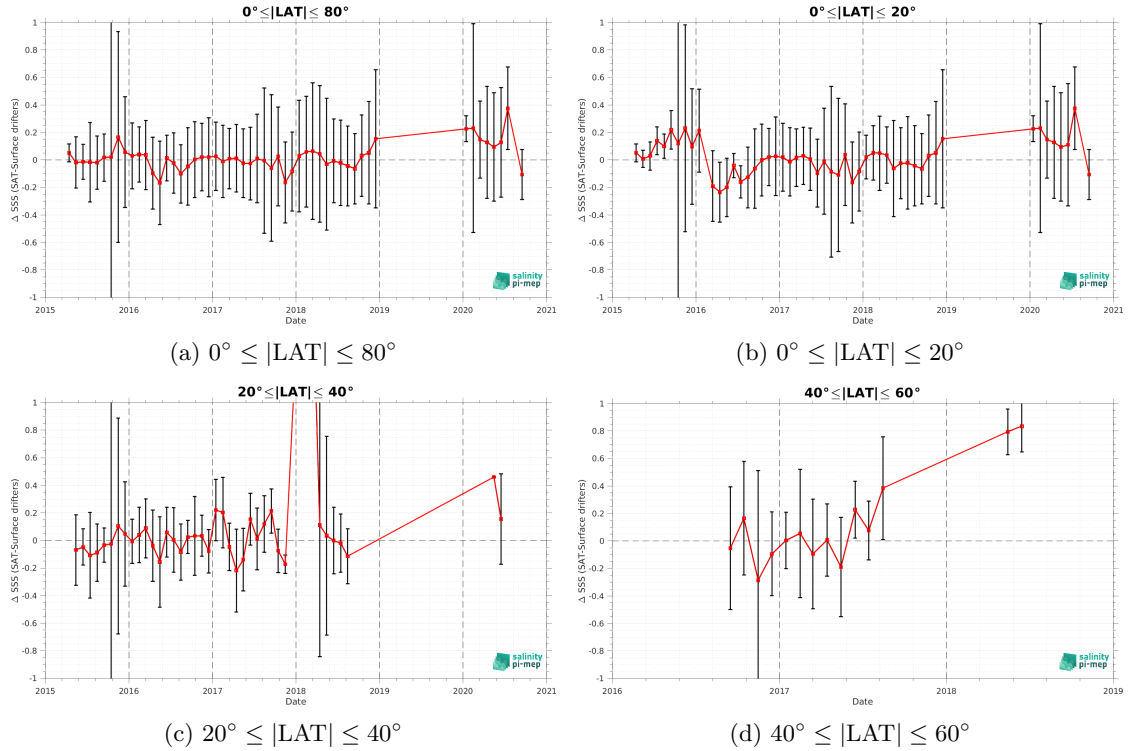 0°≤|LAT|≤ 80°
Δ SSS (SAT-Surface drifters)
1
0.8
0.6
0.4
0.2
0
-0.2
-0.4
-0.6
-0.8
-1
2015
2016
2017
2018
2019
2020
2021
Date
salinity
pi-mep
(a) 0° ≤ |LAT| ≤ 80°
0°≤|LAT|≤ 20°
Δ SSS (SAT-Surface drifters)
1
0.8
0.6
0.4
0.2
0
-0.2
-0.4
-0.6
-0.8
-1
2015
2016
2017
2018
2019
2020
2021
Date
salinity
pi-mep
(b) 0° ≤ |LAT| ≤ 20°
20°≤|LAT|≤ 40°
Δ SSS (SAT-Surface drifters)
1
0.8
0.6
0.4
0.2
0
-0.2
-0.4
-0.6
-0.8
-1
2015
2016
2017
2018
2019
2020
2021
Date
salinity
pi-mep
(c) 20° ≤ |LAT| ≤ 40°
40°≤|LAT|≤ 60°
Δ SSS (SAT-Surface drifters)
1
0.8
0.6
0.4
0.2
0
-0.2
-0.4
-0.6
-0.8
-1
2016
2017
2018
2019
Date
salinity
pi-mep
(d) 40° ≤ |LAT| ≤ 60°